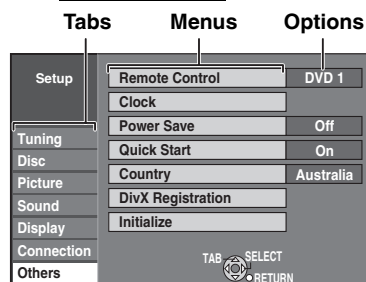 Tabs Menus Options
Setup
Remote Control DVD 1
Clock
Power Save Off
Tuning
Quick Start On
Disc
Country Australia
Picture
DivX Registration
Sound
Initialize
Display
Connection
TAB SELECT
Others
RETURN